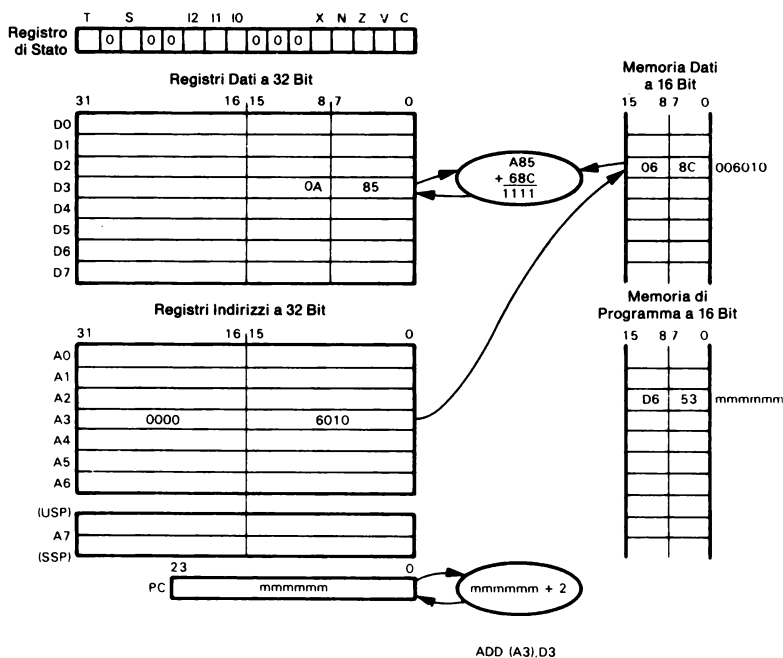 T S I2 I1 I0 X N Z V C
Registro di Stato
0 0 0 0 0 0
Registri Dati a 32 Bit
31 16 15 8 7 0
D0
D1
D2
D3 0A 85
D4
D5
D6
D7
A85
+ 68C
1111
Memoria Dati
a 16 Bit
15 8 7 0
06 8C 006010
Registri Indirizzi a 32 Bit
31 16 15 0
A0
A1
A2
A3 0000 6010
A4
A5
A6
(USP)
A7
(SSP)
Memoria di
Programma a 16 Bit
15 8 7 0
D6 53 mmmmmm
23 0
PC mmmmmm
mmmmmm + 2
ADD (A3),D3